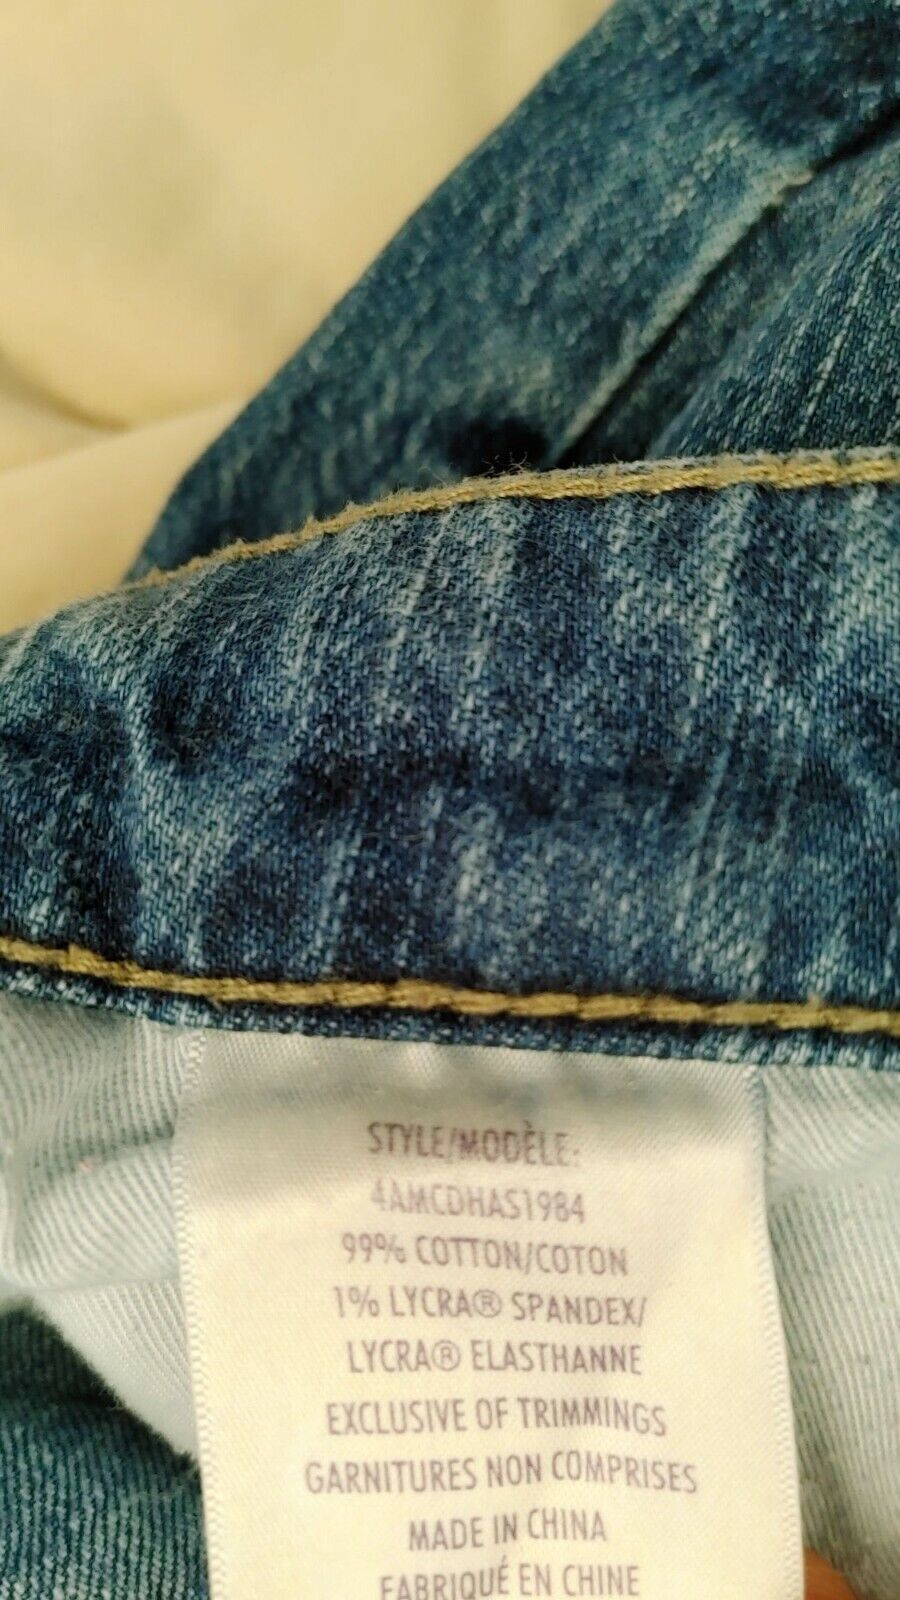 STYLE/MODÈLE:
4AMCDHAS1984
99% COTTON/COTON
1% LYCRA® SPANDEX/
LYCRA® ELASTHANNE
EXCLUSIVE OF TRIMMINGS
GARNITURES NON COMPRISES
MADE IN CHINA
FABRIQUÉ EN CHINE